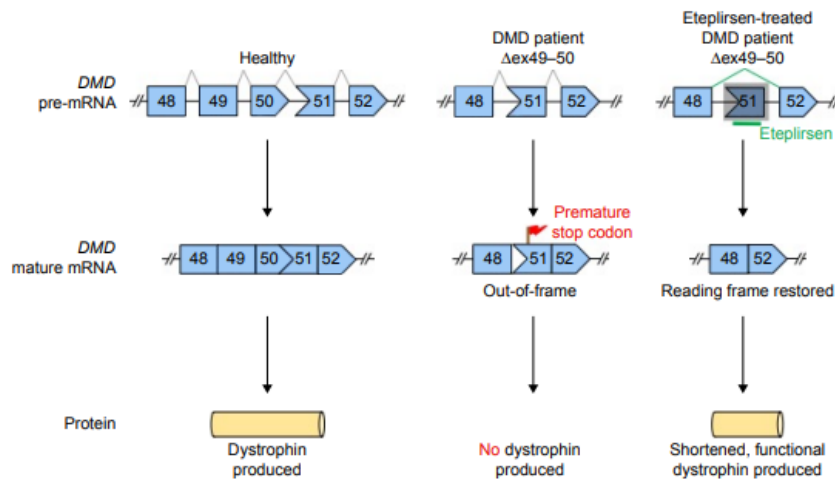 Healthy
DMD patient
Δex49–50
Eteplirsen-treated
DMD patient
Δex49–50
DMD
pre-mRNA
48 49 50 51 52
48 51 52
48 51 52
Eteplirsen
Premature
stop codon
DMD
mature mRNA
48 49 50 51 52
48 51 52
48 52
Out-of-frame
Reading frame restored
Protein
Dystrophin
produced
No dystrophin
produced
Shortened, functional
dystrophin produced